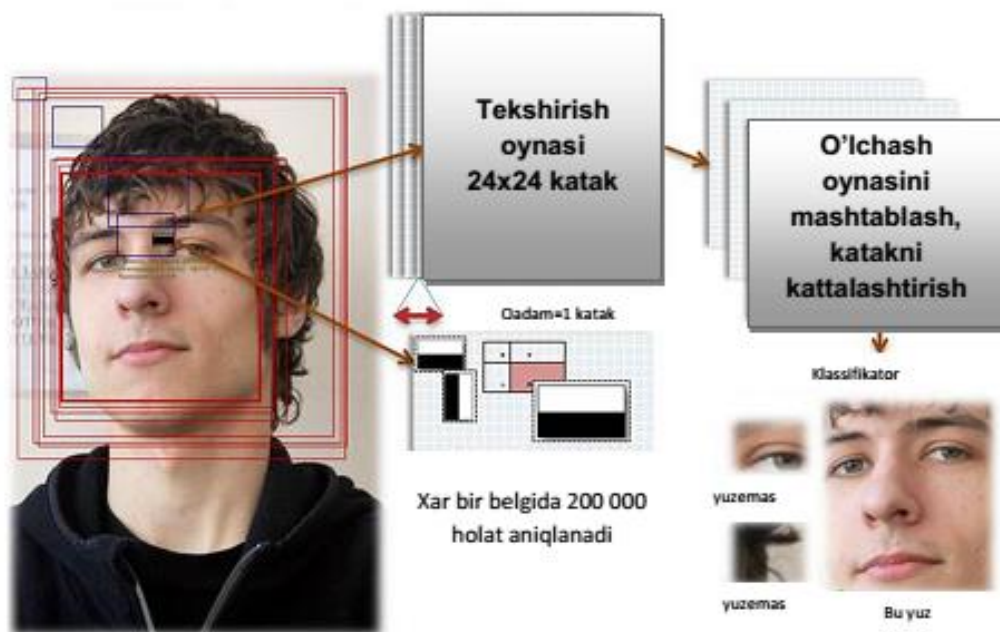 Tekshirish
oynasi
24x24 katak
O'lchash
oynasini
mashtablash,
katakni
kattalashtirish
Qadam=1 katak
Klassifikator
Xar bir belgida 200 000
holat aniqlanadi
yuzemas
yuzemas
Bu yuz